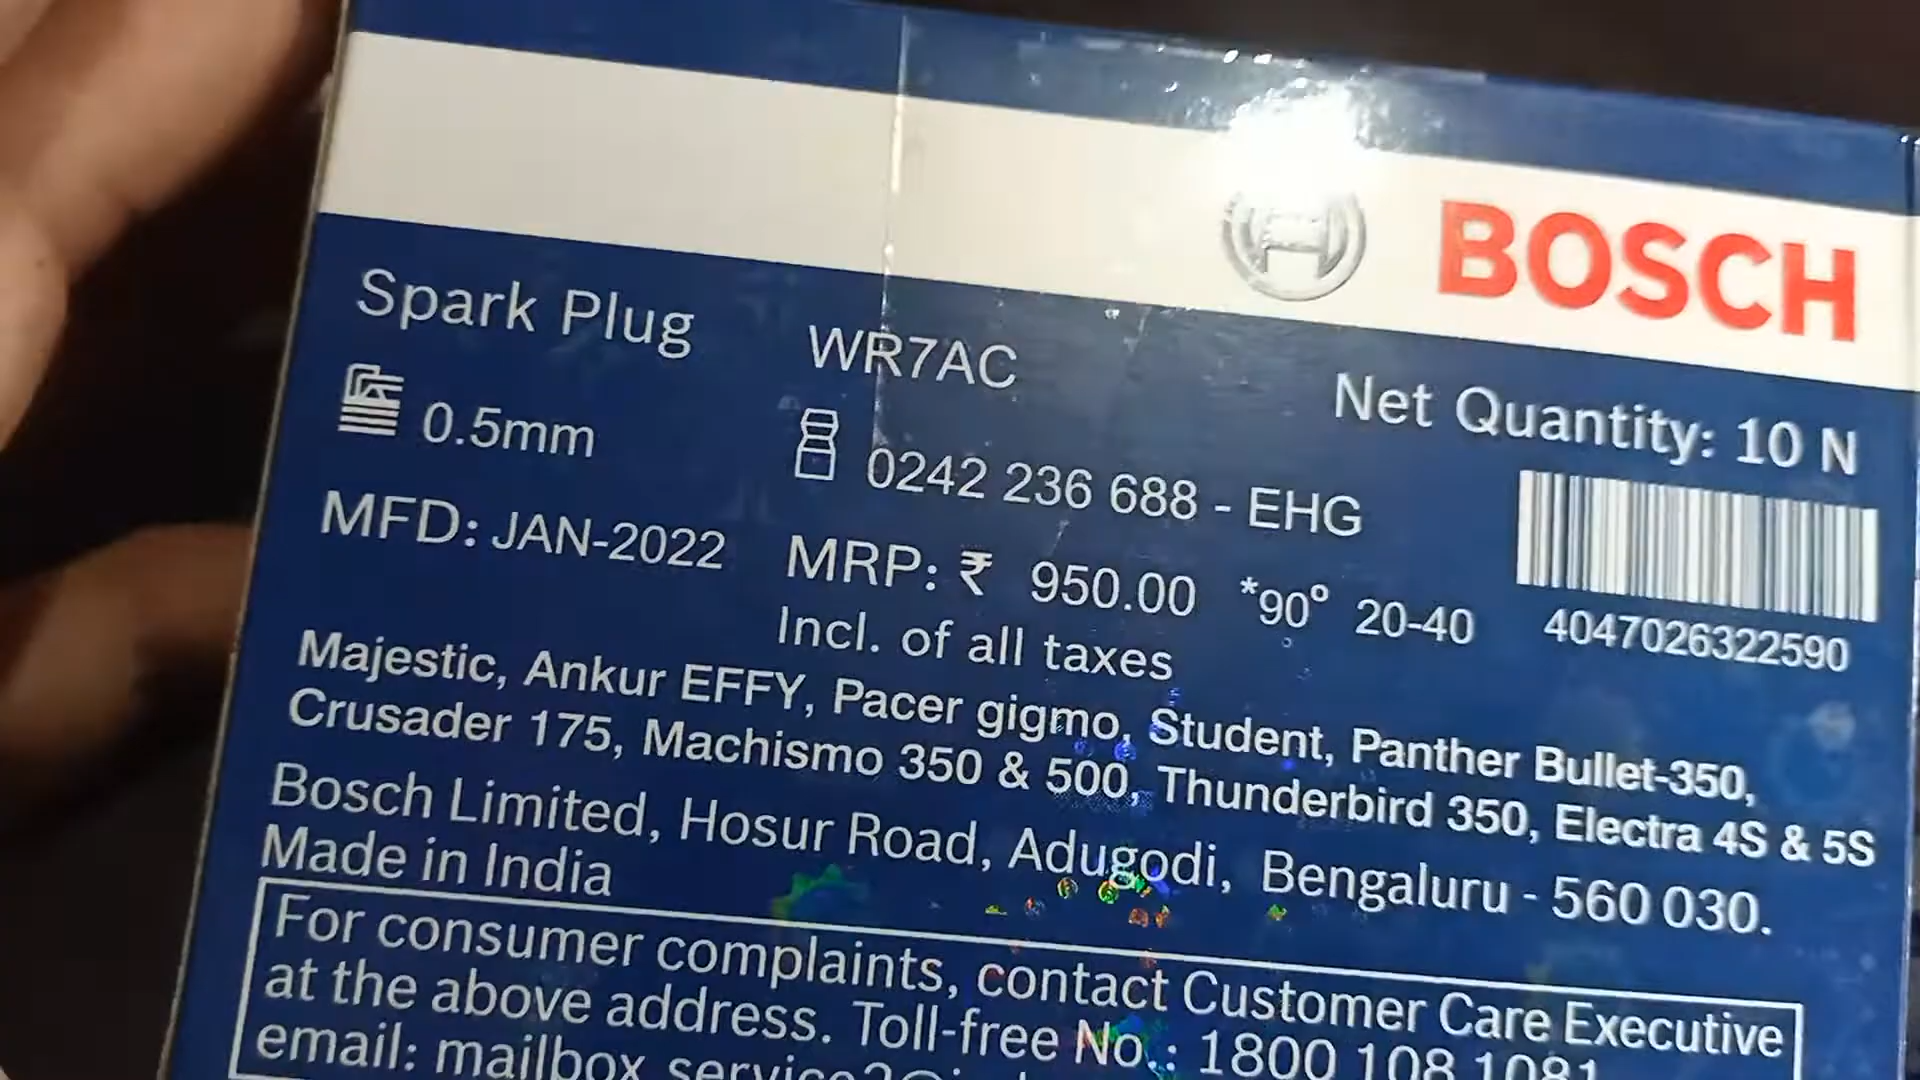 BOSCH
Spark Plug WR7AC
Net Quantity: 10 N
0.5mm 0242 236 688 - EHG
MFD: JAN-2022 MRP: ₹ 950.00 *90° 20-40
Incl. of all taxes
4047026322590
Majestic, Ankur EFFY, Pacer gigmo, Student, Panther Bullet-350,
Crusader 175, Machismo 350 & 500, Thunderbird 350, Electra 4S & 5S
Bosch Limited, Hosur Road, Adugodi, Bengaluru - 560 030.
Made in India
For consumer complaints, contact Customer Care Executive
at the above address. Toll-free No.: 1800 108 1081
email: